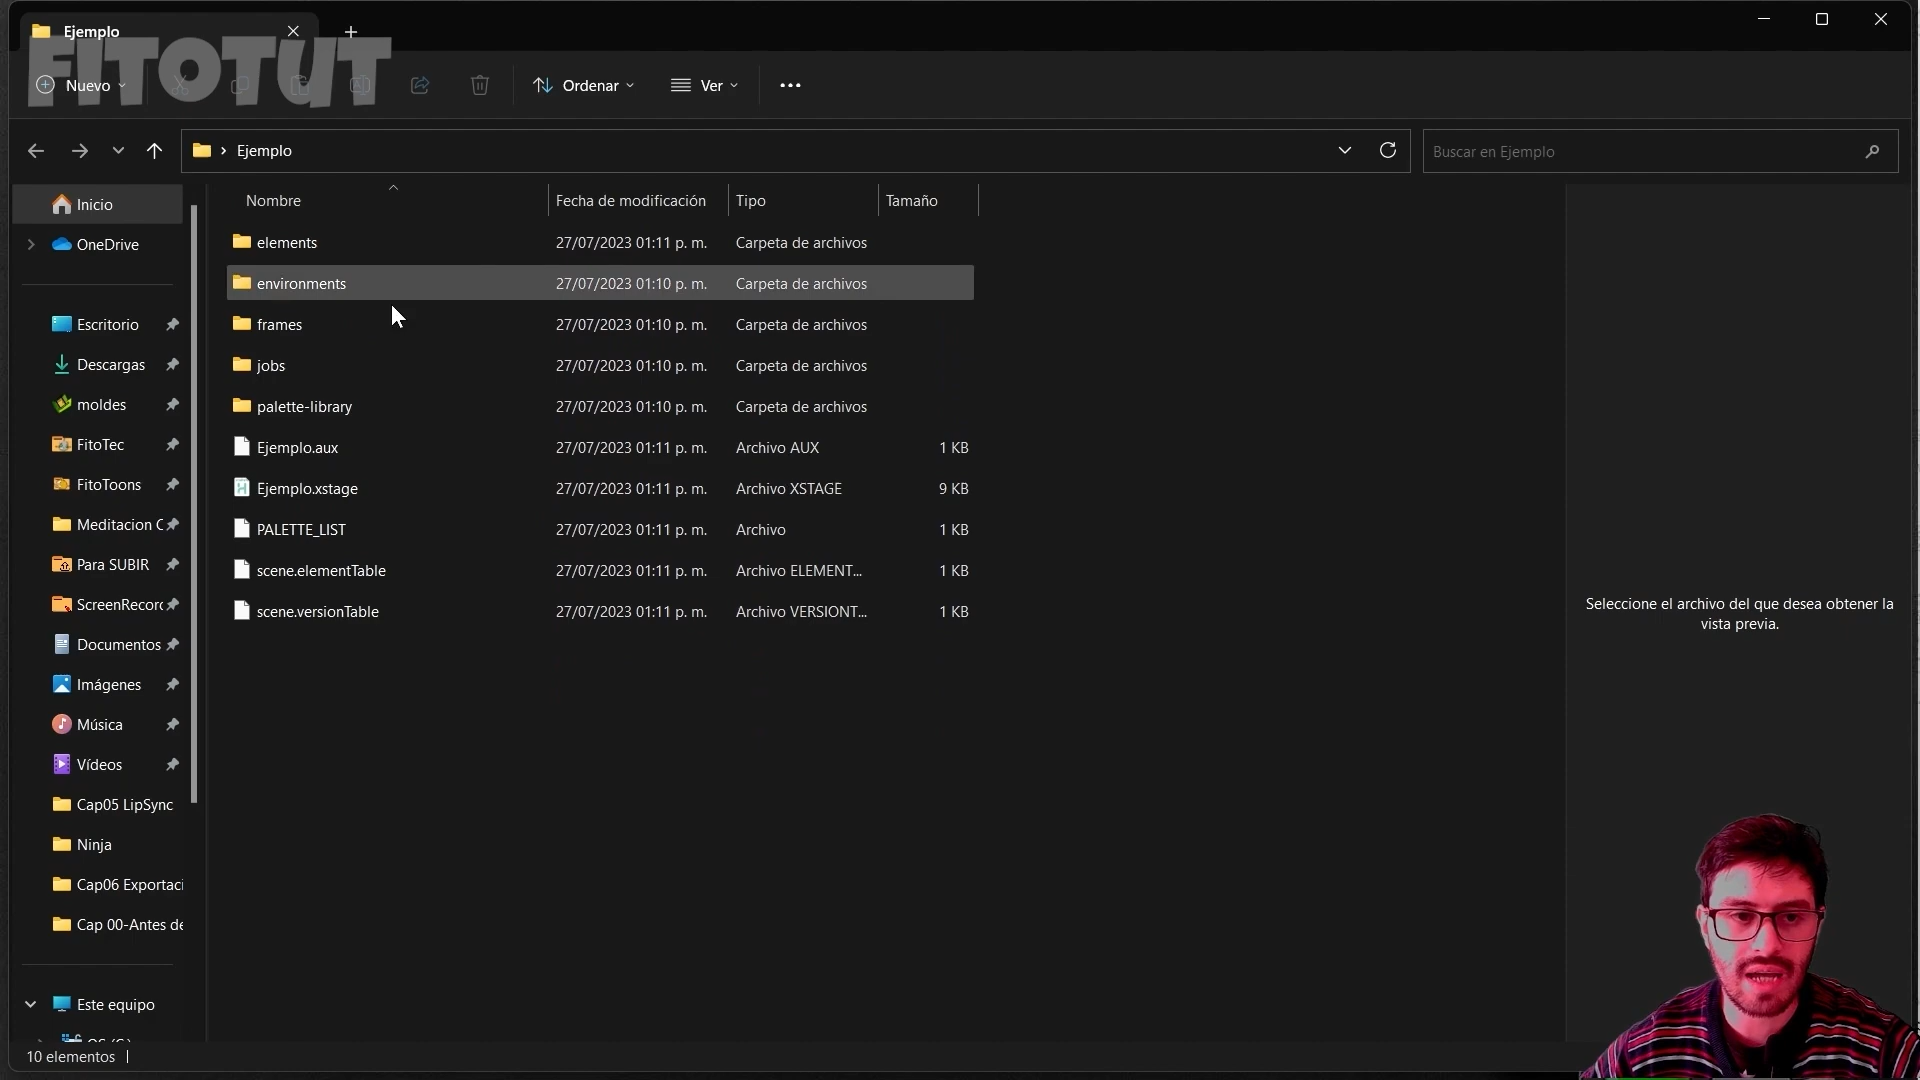 Ejemplo
FITOTUT
Nuevo
Ordenar
Ver
Ejemplo
Buscar en Ejemplo
Inicio
OneDrive
Escritorio
Descargas
moldes
FitoTec
FitoToons
Meditacion C
Para SUBIR
ScreenRecorc
Documentos
Imágenes
Música
Vídeos
Cap05 LipSync
Ninja
Cap06 Exportaci
Cap 00-Antes de
Este equipo
Nombre Fecha de modificación Tipo Tamaño
elements 27/07/2023 01:11 p. m. Carpeta de archivos
environments 27/07/2023 01:10 p. m. Carpeta de archivos
frames 27/07/2023 01:10 p. m. Carpeta de archivos
jobs 27/07/2023 01:10 p. m. Carpeta de archivos
palette-library 27/07/2023 01:10 p. m. Carpeta de archivos
Ejemplo.aux 27/07/2023 01:11 p. m. Archivo AUX 1 KB
Ejemplo.xstage 27/07/2023 01:11 p. m. Archivo XSTAGE 9 KB
PALETTE_LIST 27/07/2023 01:11 p. m. Archivo 1 KB
scene.elementTable 27/07/2023 01:11 p. m. Archivo ELEMENT... 1 KB
scene.versionTable 27/07/2023 01:11 p. m. Archivo VERSIONT... 1 KB
Seleccione el archivo del que desea obtener la
vista previa.
10 elementos